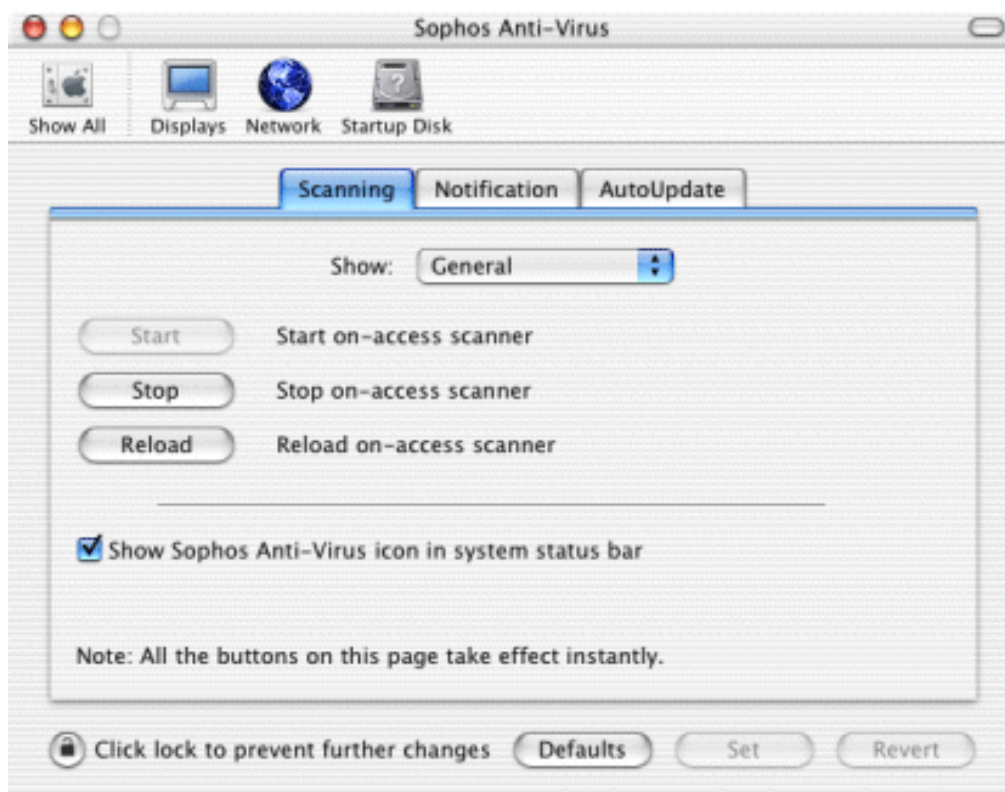 Sophos Anti-Virus
Show All Displays Network Startup Disk
Scanning Notification AutoUpdate
Show: General
Start Start on-access scanner
Stop Stop on-access scanner
Reload Reload on-access scanner
Show Sophos Anti-Virus icon in system status bar
Note: All the buttons on this page take effect instantly.
Click lock to prevent further changes Defaults Set Revert